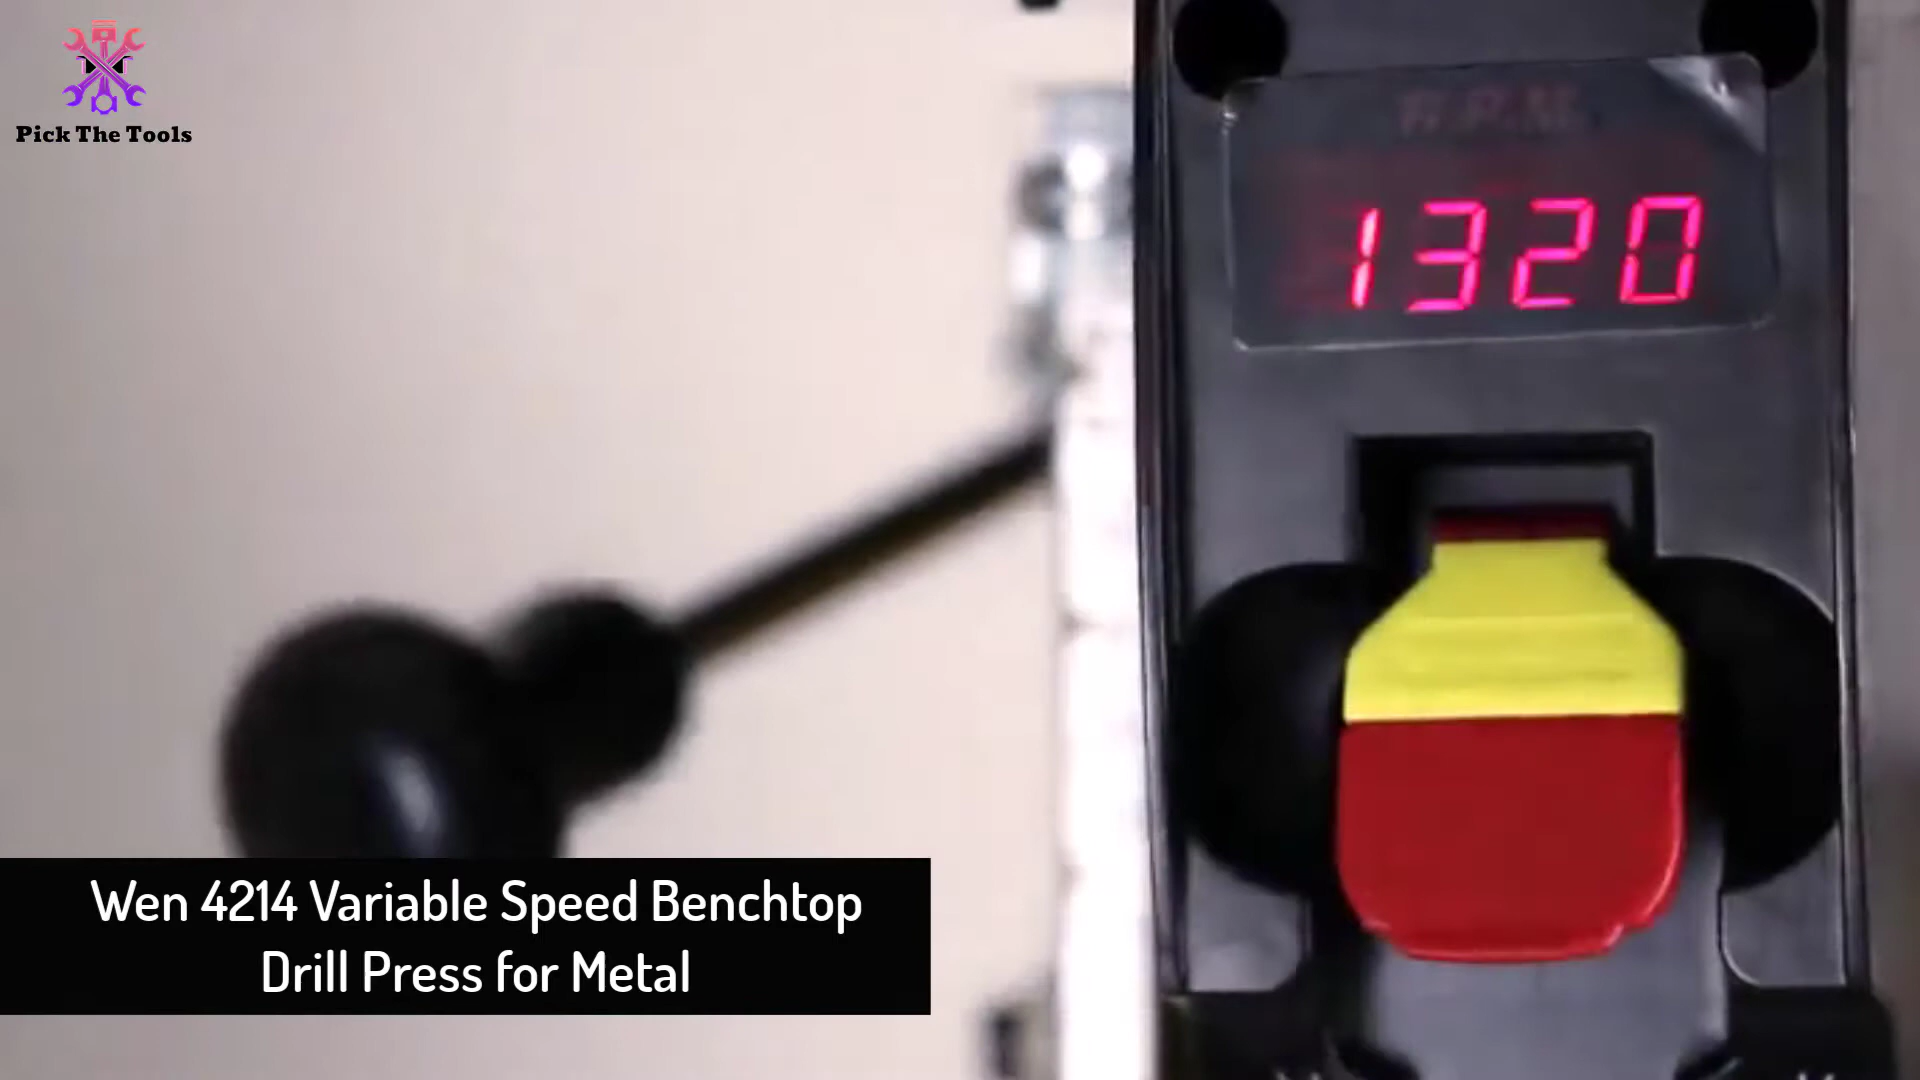 Pick The Tools
R.P.M.
1320
Wen 4214 Variable Speed Benchtop
Drill Press for Metal